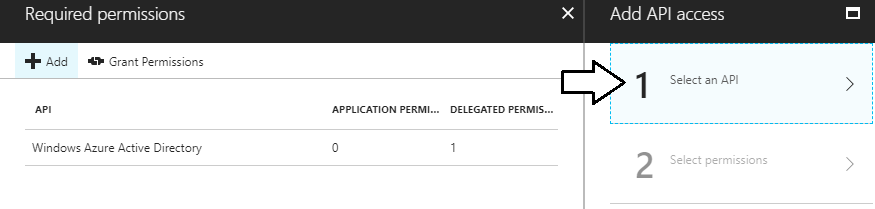 Required permissions
Add
Grant Permissions
API APPLICATION PERMI... DELEGATED PERMIS...
Windows Azure Active Directory 0 1
Add API access
1 Select an API
2 Select permissions